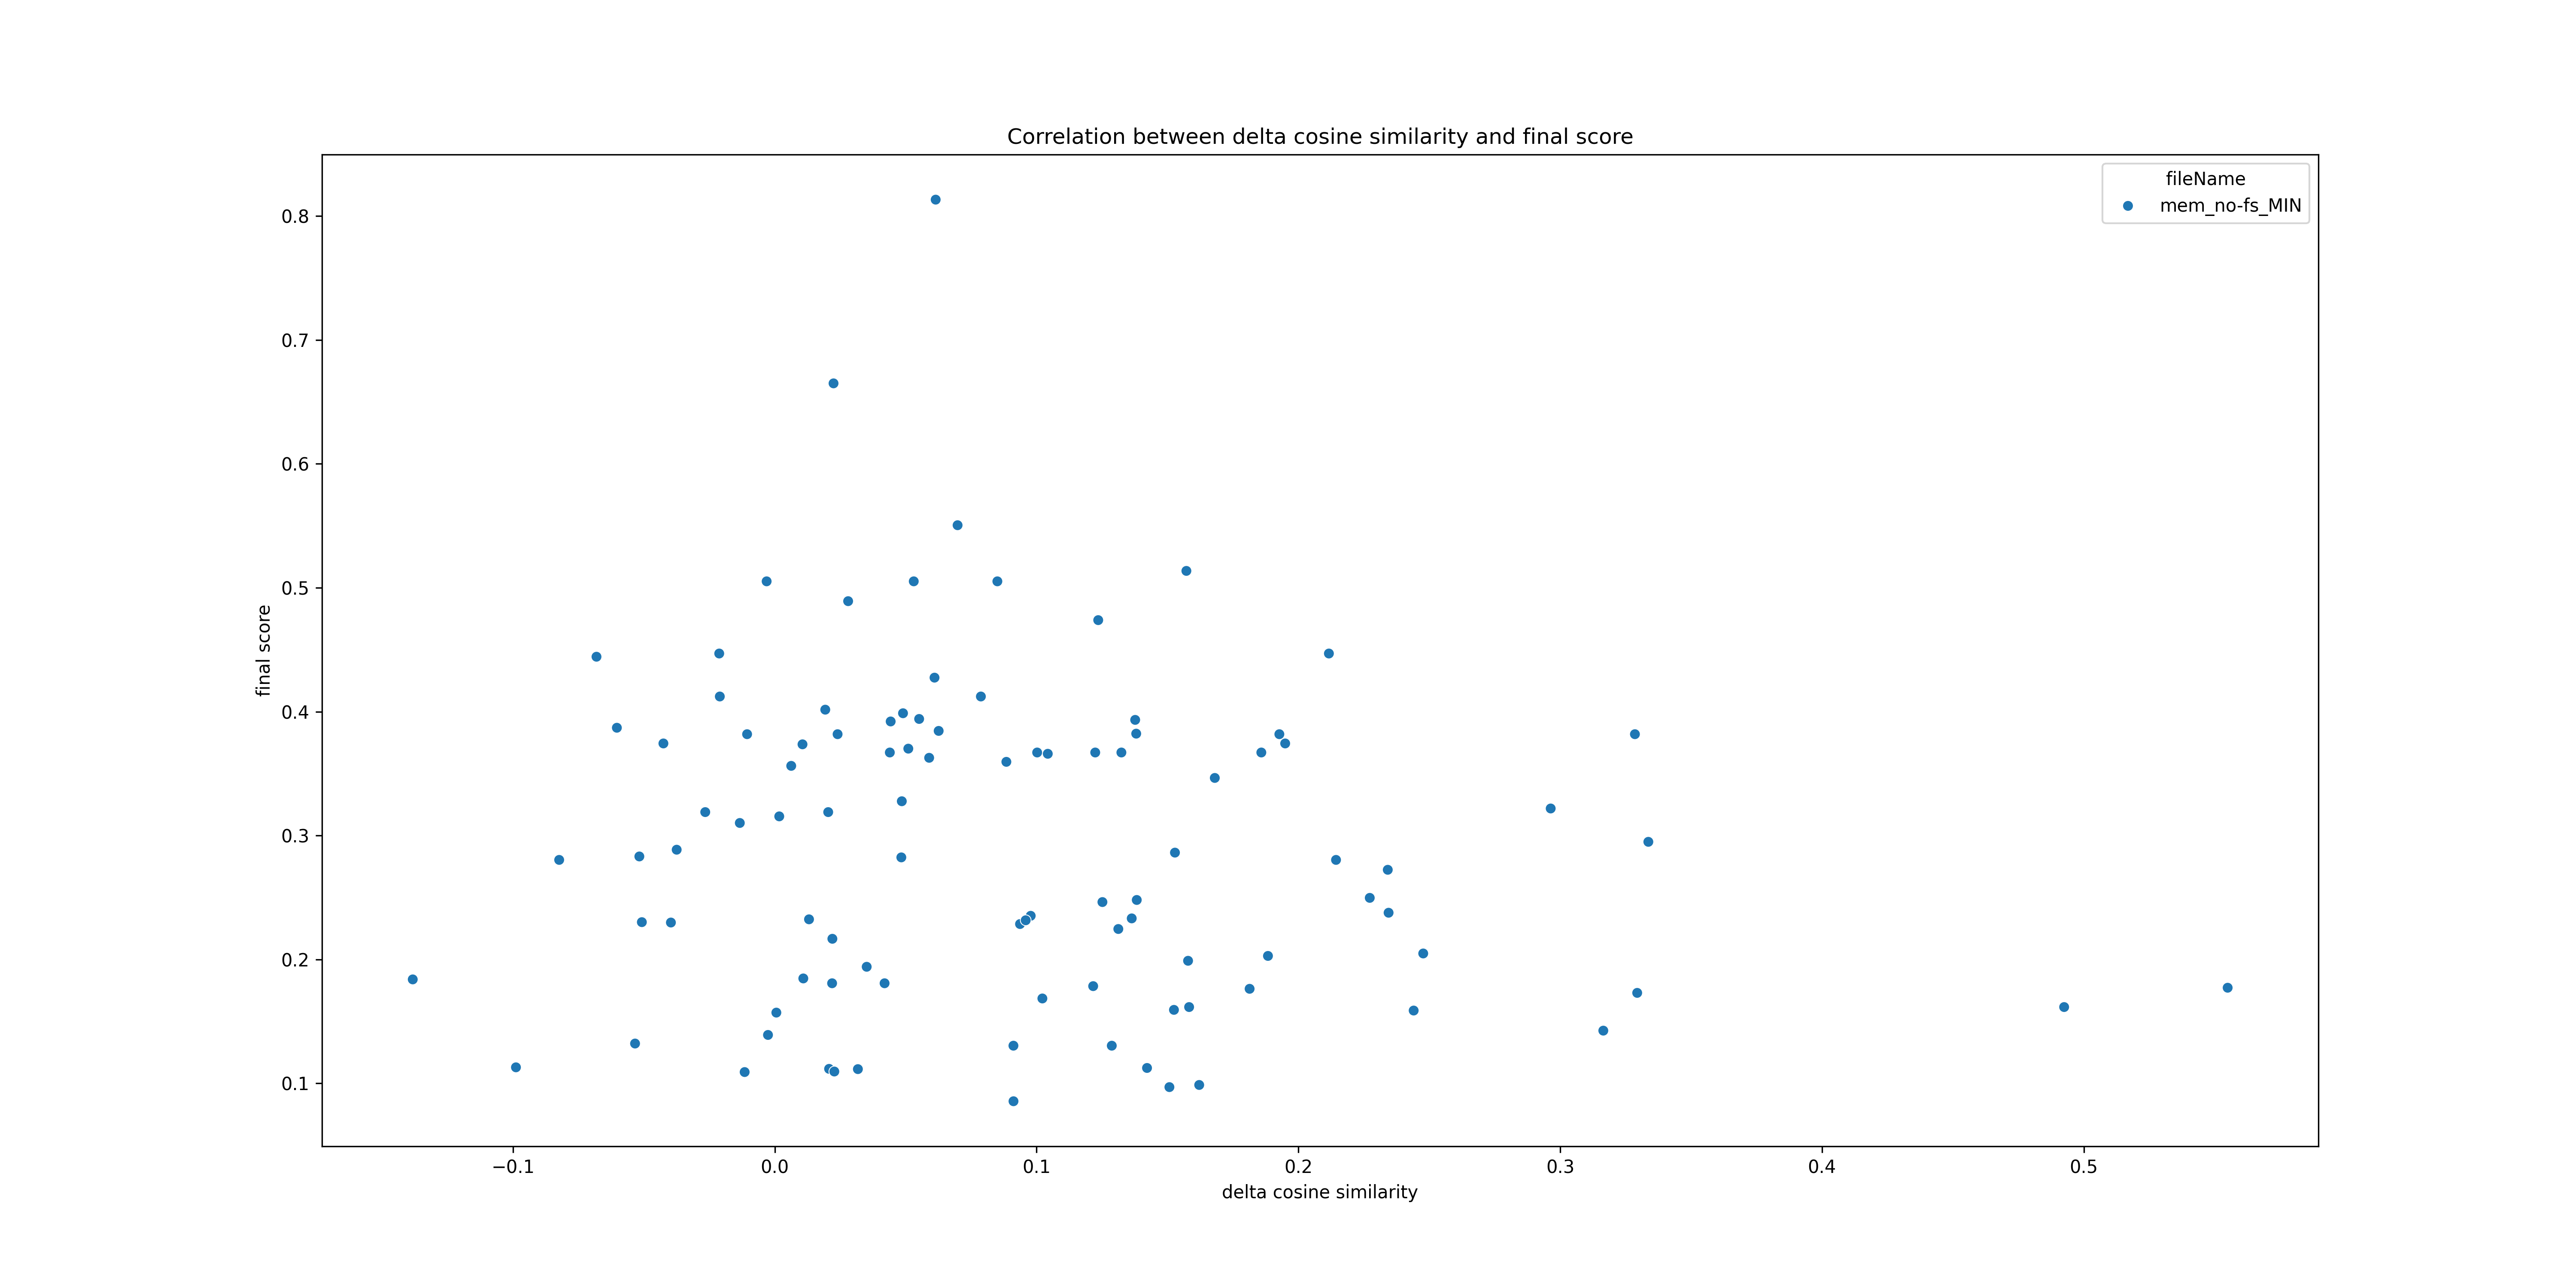 Correlation between delta cosine similarity and final score
fileName
mem_no-fs_MIN
0.8
0.7
0.6
0.5
0.4
0.3
0.2
0.1
final score
−0.1 0.0 0.1 0.2 0.3 0.4 0.5
delta cosine similarity